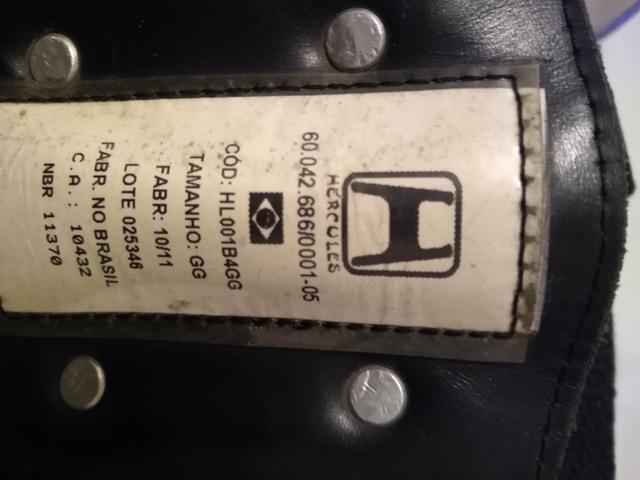 HERCULES
60.042.686/0001-05
CÓD: HL001B4GG
TAMANHO: GG
FABR: 10/11
LOTE 025346
FABR. NO BRASIL
C.A.: 10432
NBR 11370